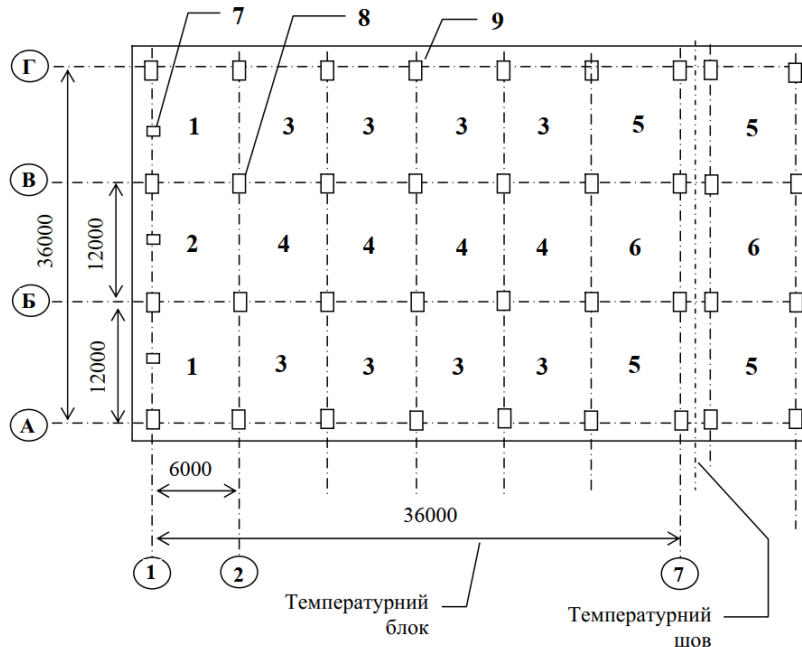 7 8 9
Г
1 3 3 3 3 5 5
В
36000 12000
2 4 4 4 4 6 6
Б
12000
1 3 3 3 3 5 5
А
6000
36000
1 2 7
Температурний
блок
Температурний
шов